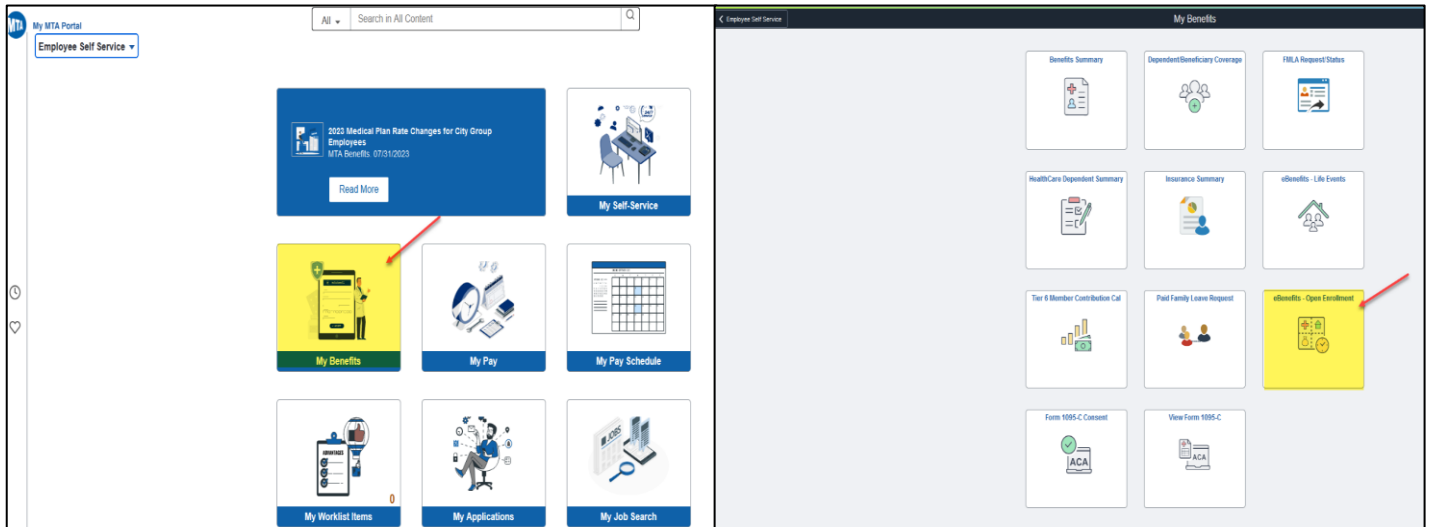 MTA
My MTA Portal
All
Search in All Content
Employee Self Service
2023 Medical Plan Rate Changes for City Group
Employees
MTA Benefits 07/31/2023
Read More
My Self-Service
My Benefits
My Pay
My Pay Schedule
ADVANTAGES
0
JOBS
My Worklist Items
My Applications
My Job Search
Employee Self Service
My Benefits
Benefits Summary
Dependent/Beneficiary Coverage
FMLA Request/Status
HealthCare Dependent Summary
Insurance Summary
eBenefits - Life Events
Tier 6 Member Contribution Cal
Paid Family Leave Request
eBenefits - Open Enrollment
Form 1095-C Consent
View Form 1095-C
ACA
ACA